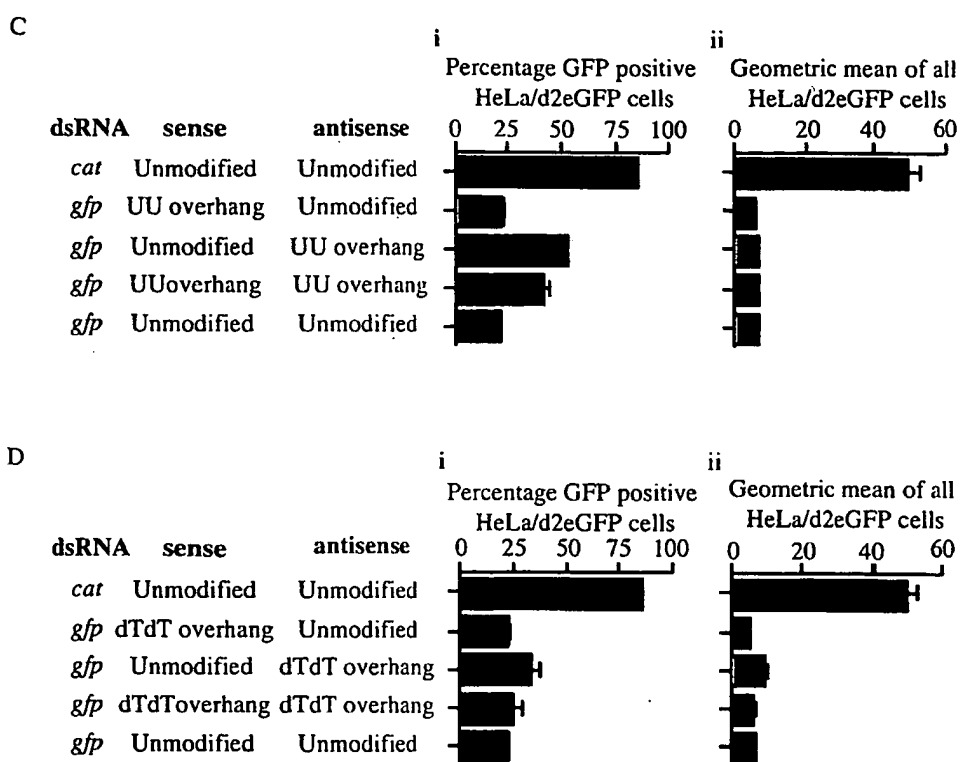 C
i
ii
Percentage GFP positive
HeLa/d2eGFP cells
Geometric mean of all
HeLa/d2eGFP cells
dsRNA sense antisense
0 25 50 75 100
0 20 40 60
cat Unmodified Unmodified
gfp UU overhang Unmodified
gfp Unmodified UU overhang
gfp UUoverhang UU overhang
gfp Unmodified Unmodified
D
i
ii
Percentage GFP positive
HeLa/d2eGFP cells
Geometric mean of all
HeLa/d2eGFP cells
dsRNA sense antisense
0 25 50 75 100
0 20 40 60
cat Unmodified Unmodified
gfp dTdT overhang Unmodified
gfp Unmodified dTdT overhang
gfp dTdToverhang dTdT overhang
gfp Unmodified Unmodified